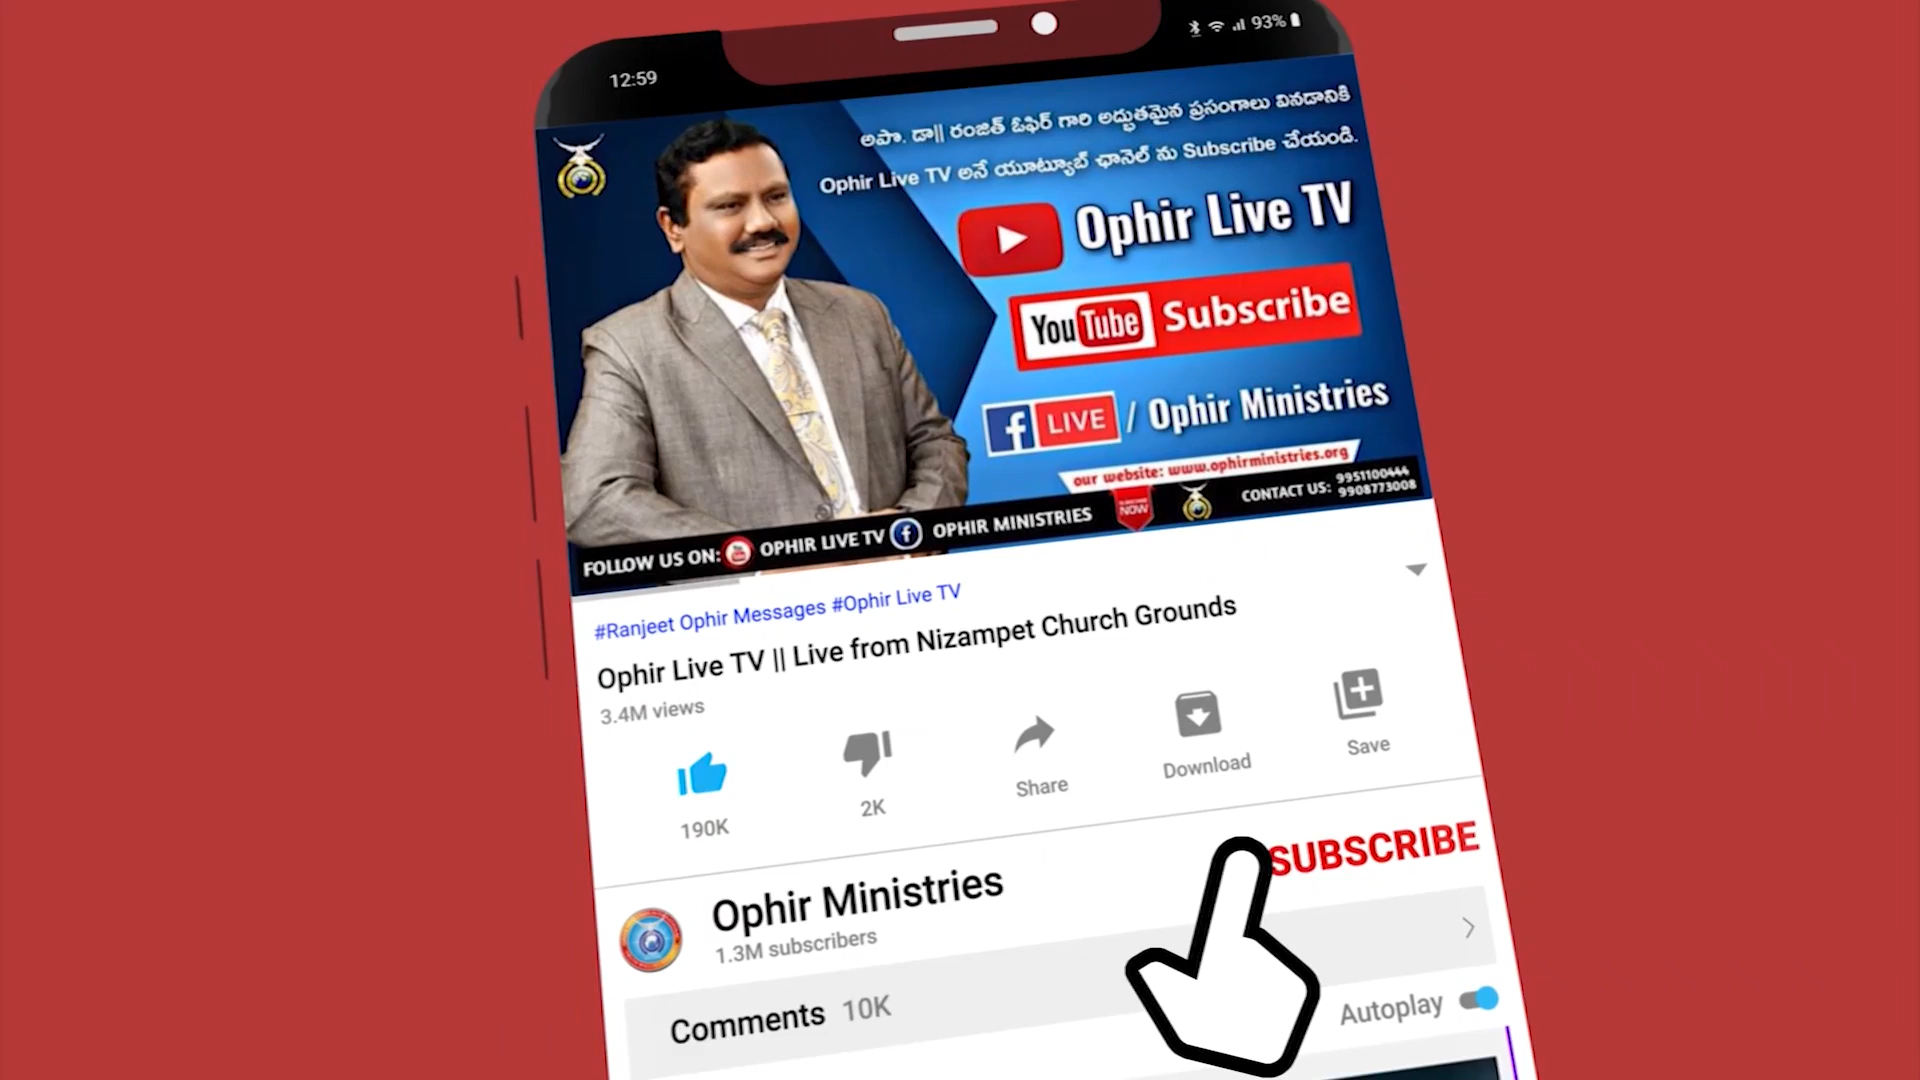 12:59
93%
అపొ. డా|| రంజిత్ ఓఫిర్ గారి అద్భుతమైన ప్రసంగాలు వినడానికి
Ophir Live TV అనే యూట్యూబ్ ఛానెల్ ను Subscribe చేయండి.
Ophir Live TV
YouTube Subscribe
f LIVE / Ophir Ministries
our website: www.ophirministries.org
FOLLOW US ON: OPHIR LIVE TV f OPHIR MINISTRIES
SUBSCRIBE NOW
CONTACT US: 9951100444
9908773008
#Ranjeet Ophir Messages #Ophir Live TV
Ophir Live TV || Live from Nizampet Church Grounds
3.4M views
190K
2K
Share
Download
Save
Ophir Ministries
SUBSCRIBE
1.3M subscribers
Comments 10K
Autoplay